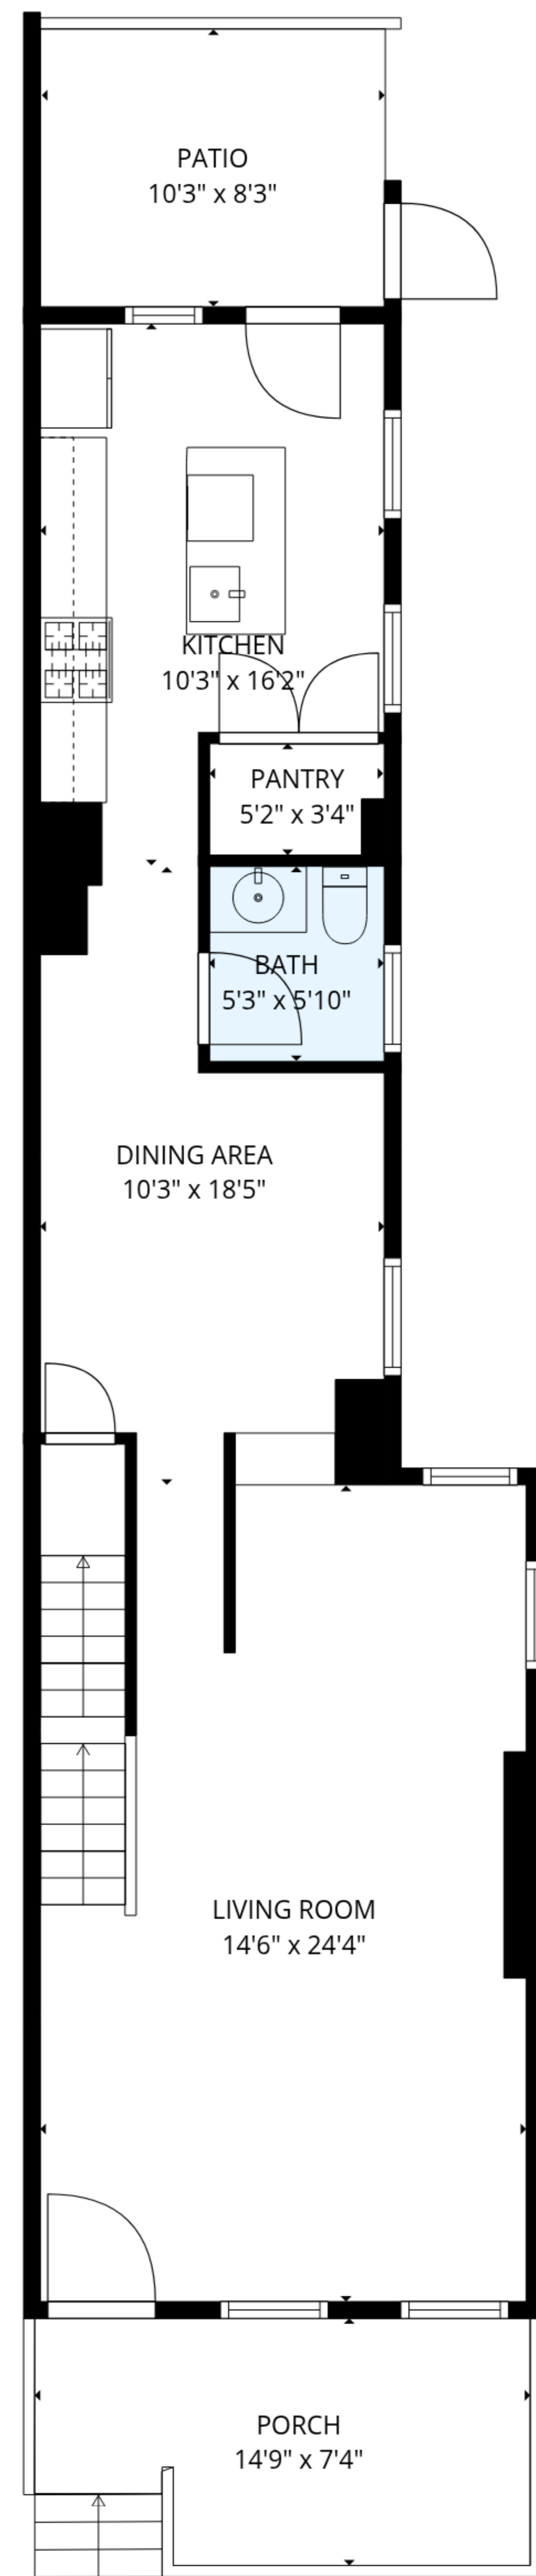 PATIO
10'3" x 8'3"
KITCHEN
10'3" x 16'2"
PANTRY
5'2" x 3'4"
BATH
5'3" x 5'10"
DINING AREA
10'3" x 18'5"
LIVING ROOM
14'6" x 24'4"
PORCH
14'9" x 7'4"